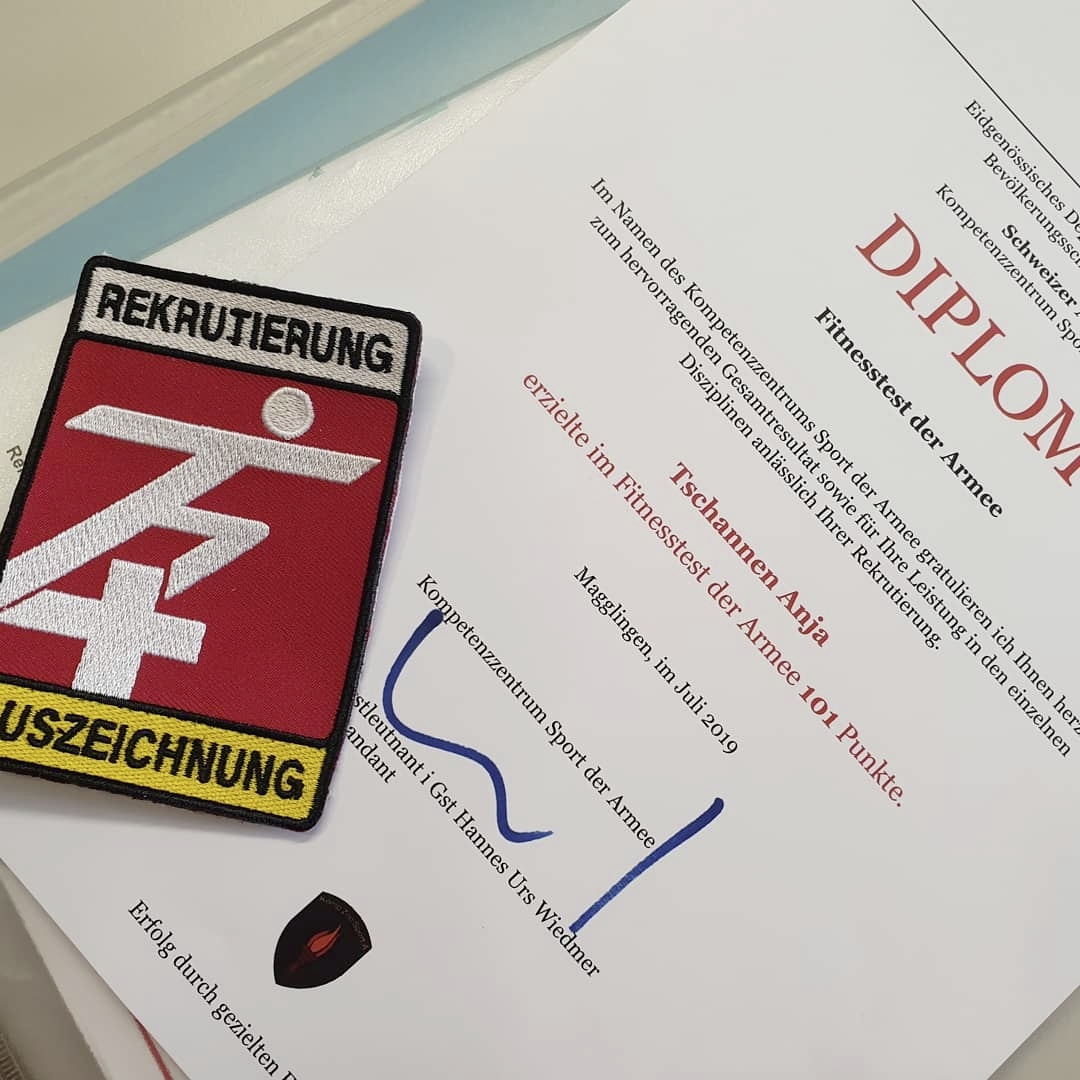 REKRUTIERUNG
USZEICHNUNG
Eidgenössisches
Bevölkerungssch
Schweizer
Kompetenzzentrum Spo
DIPLOM
Fitnesstest der Armee
Im Namen des Kompetenzzentrums Sport der Armee gratulieren ich Ihnen herz
zum hervorragenden Gesamtresultat sowie für Ihre Leistung in den einzelnen
Disziplinen anlässlich Ihrer Rekrutierung.
Tschannen Anja
erzielte im Fitnesstest der Armee 101 Punkte.
Magglingen, im Juli 2019
Kompetenzzentrum Sport der Armee
stleutnant i Gst Hannes Urs Wiedmer
andant
Erfolg durch gezielten